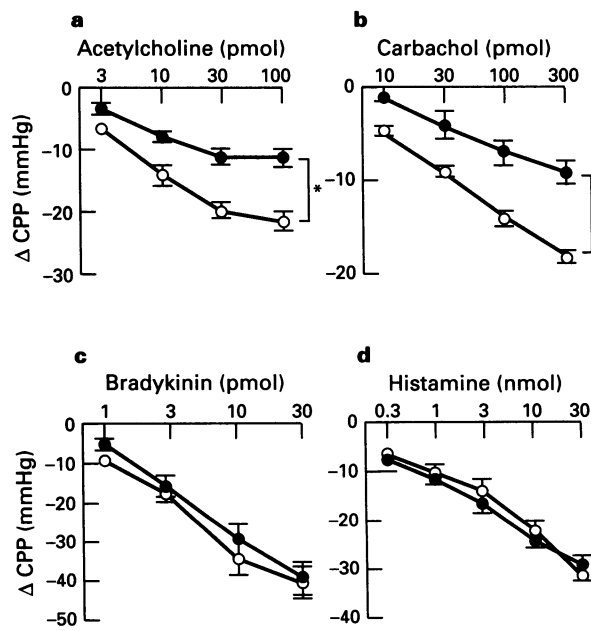 a
Acetylcholine (pmol)
3 10 30 100
0
−10
−20
−30
Δ CPP (mmHg)
*
b
Carbachol (pmol)
10 30 100 300
0
−10
−20
c
Bradykinin (pmol)
1 3 10 30
0
−10
−20
−30
−40
−50
Δ CPP (mmHg)
d
Histamine (nmol)
0.3 1 3 10 30
0
−10
−20
−30
−40